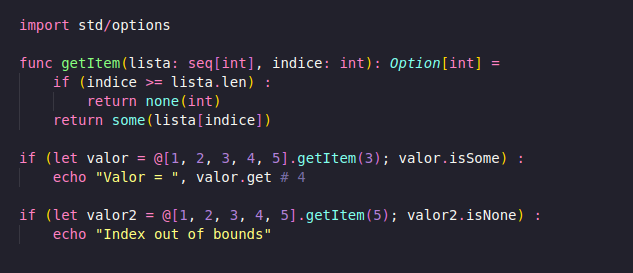 import std/options
func getItem(lista: seq[int], indice: int): Option[int] =
    if (indice >= lista.len) :
        return none(int)
    return some(lista[indice])
if (let valor = @[1, 2, 3, 4, 5].getItem(3); valor.isSome) :
    echo "Valor = ", valor.get # 4
if (let valor2 = @[1, 2, 3, 4, 5].getItem(5); valor2.isNone) :
    echo "Index out of bounds"